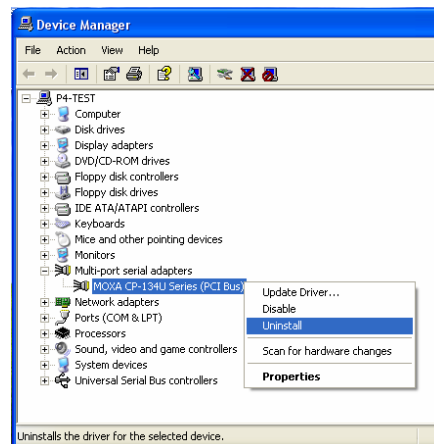 Device Manager
File Action View Help
P4-TEST
Computer
Disk drives
Display adapters
DVD/CD-ROM drives
Floppy disk controllers
Floppy disk drives
IDE ATA/ATAPI controllers
Keyboards
Mice and other pointing devices
Monitors
Multi-port serial adapters
MOXA CP-134U Series (PCI Bus)
Network adapters
Ports (COM & LPT)
Processors
Sound, video and game controllers
System devices
Universal Serial Bus controllers
Update Driver...
Disable
Uninstall
Scan for hardware changes
Properties
Uninstalls the driver for the selected device.